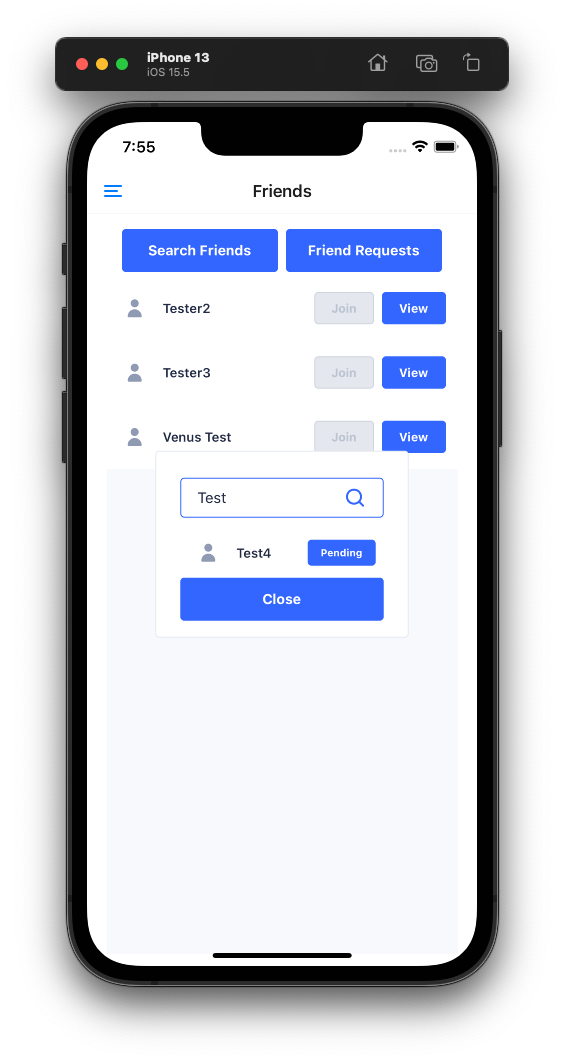 iPhone 13
iOS 15.5
7:55
Friends
Search Friends Friend Requests
Tester2 Join View
Tester3 Join View
Venus Test Join View
Test
Test4 Pending
Close